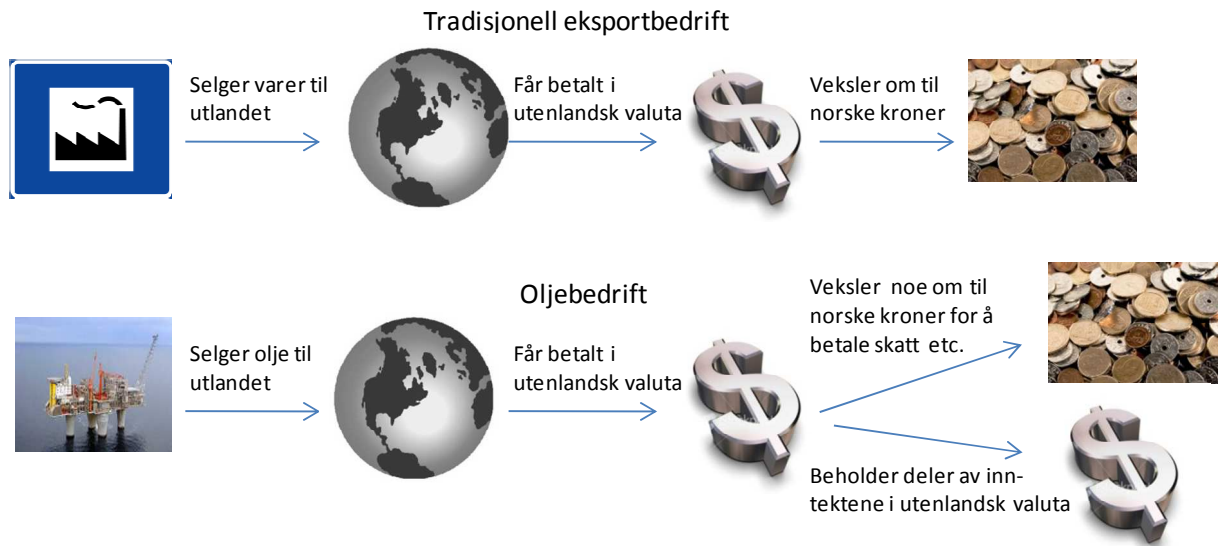 Tradisjonell eksportbedrift
Selger varer til
utlandet
Får betalt i
utenlandsk valuta
Veksler om til
norske kroner
Oljebedrift
Selger olje til
utlandet
Får betalt i
utenlandsk valuta
Veksler noe om til
norske kroner for å
betale skatt etc.
Beholder deler av inn-
tektene i utenlandsk valuta